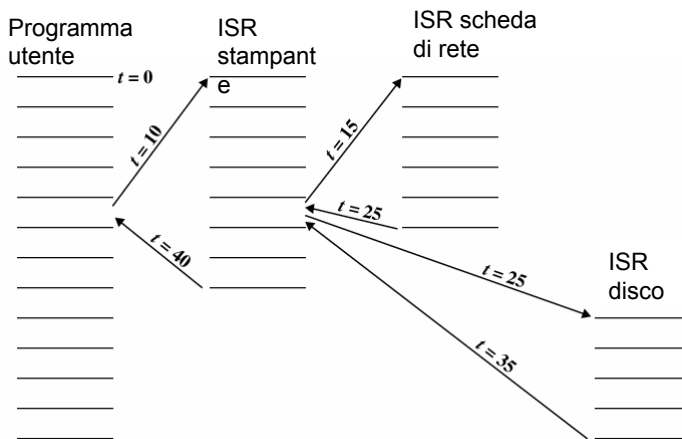 Programma
utente
ISR
stampant
e
ISR scheda
di rete
t = 0
t = 10
t = 15
t = 25
t = 40
t = 25
ISR
disco
t = 35